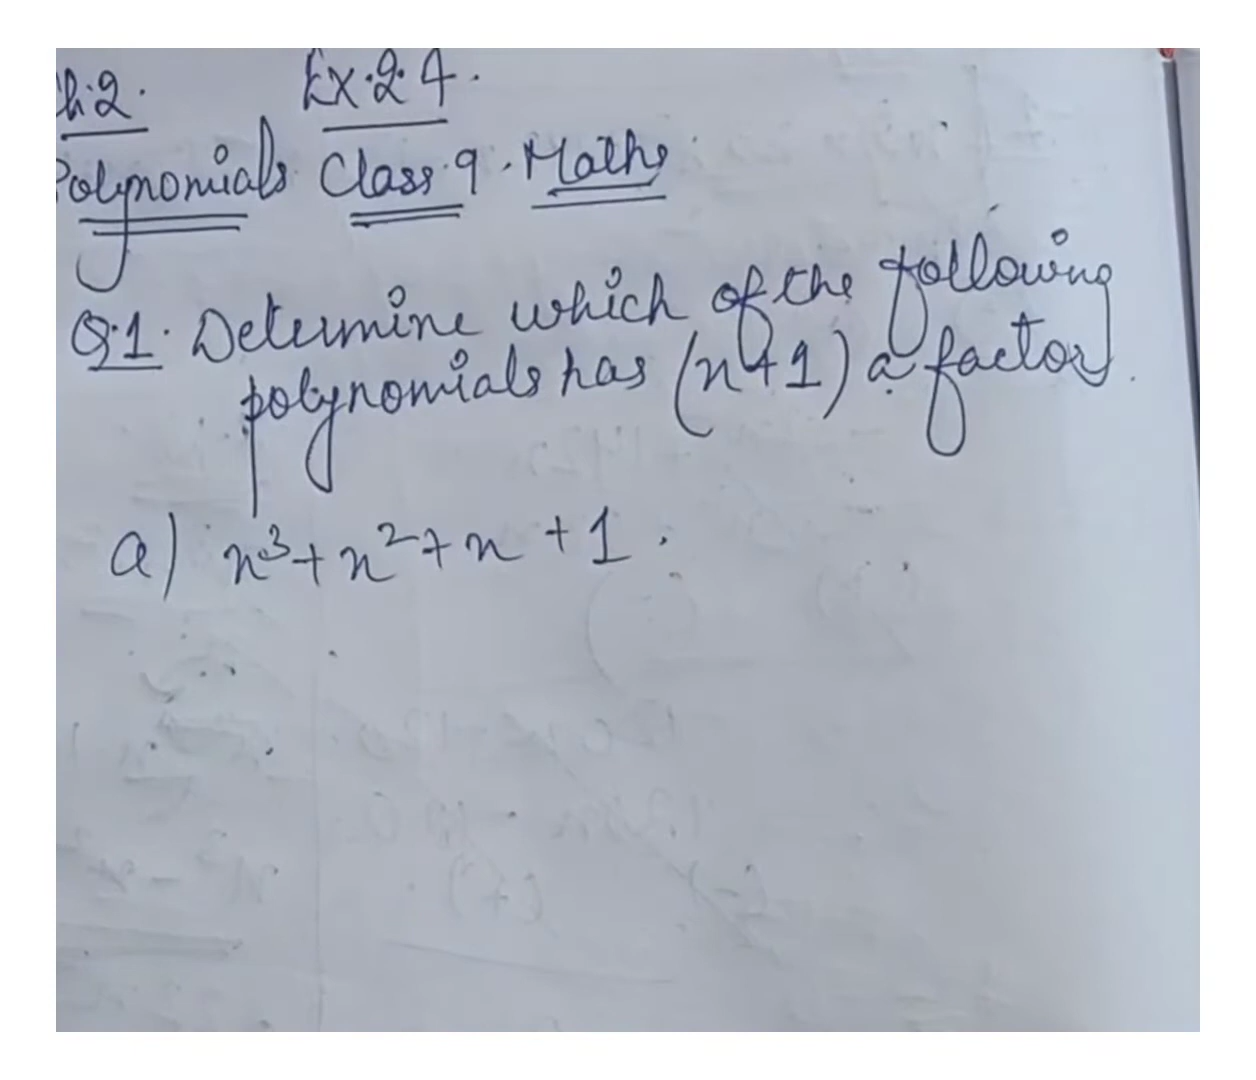 Ch:2. Ex.2.4.
Polynomials Class 9. Maths
Q.1. Determine which of the following
polynomials has (x+1) a factor.
a) x³+x²+x+1.